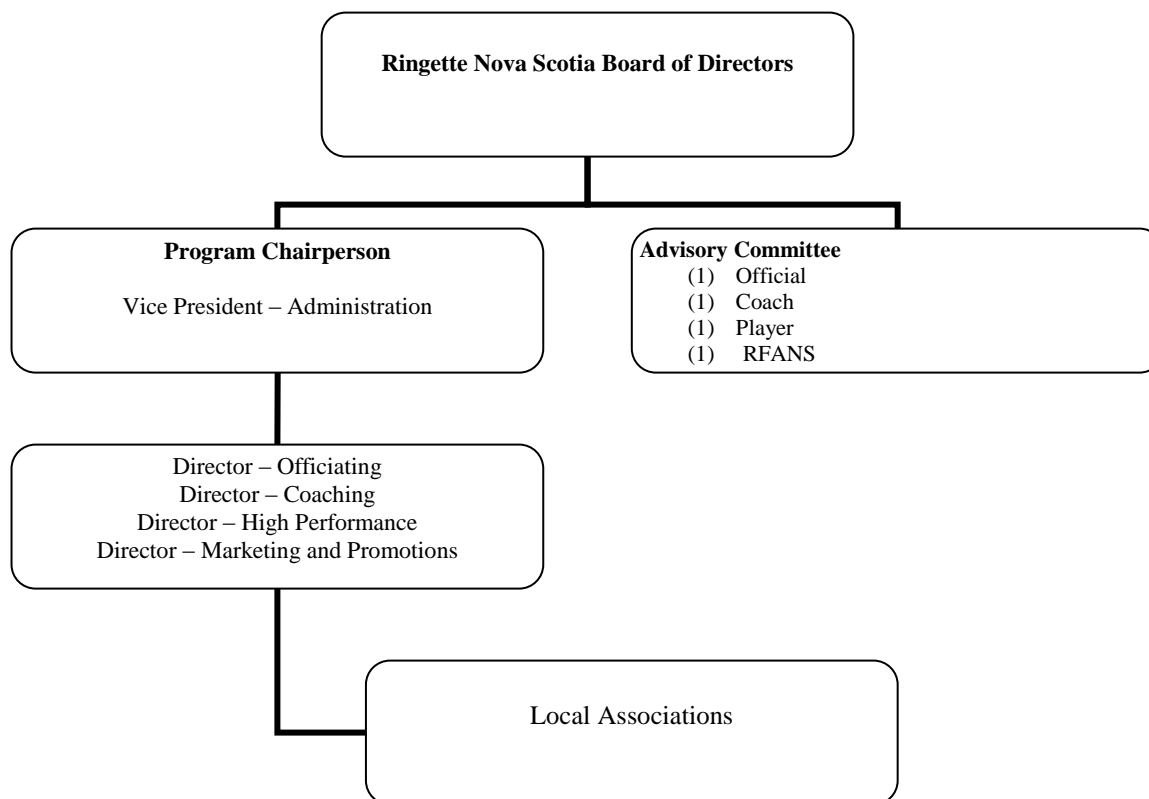 Ringette Nova Scotia Board of Directors
Program Chairperson
Vice President – Administration
Advisory Committee
(1) Official
(1) Coach
(1) Player
(1) RFANS
Director – Officiating
Director – Coaching
Director – High Performance
Director – Marketing and Promotions
Local Associations